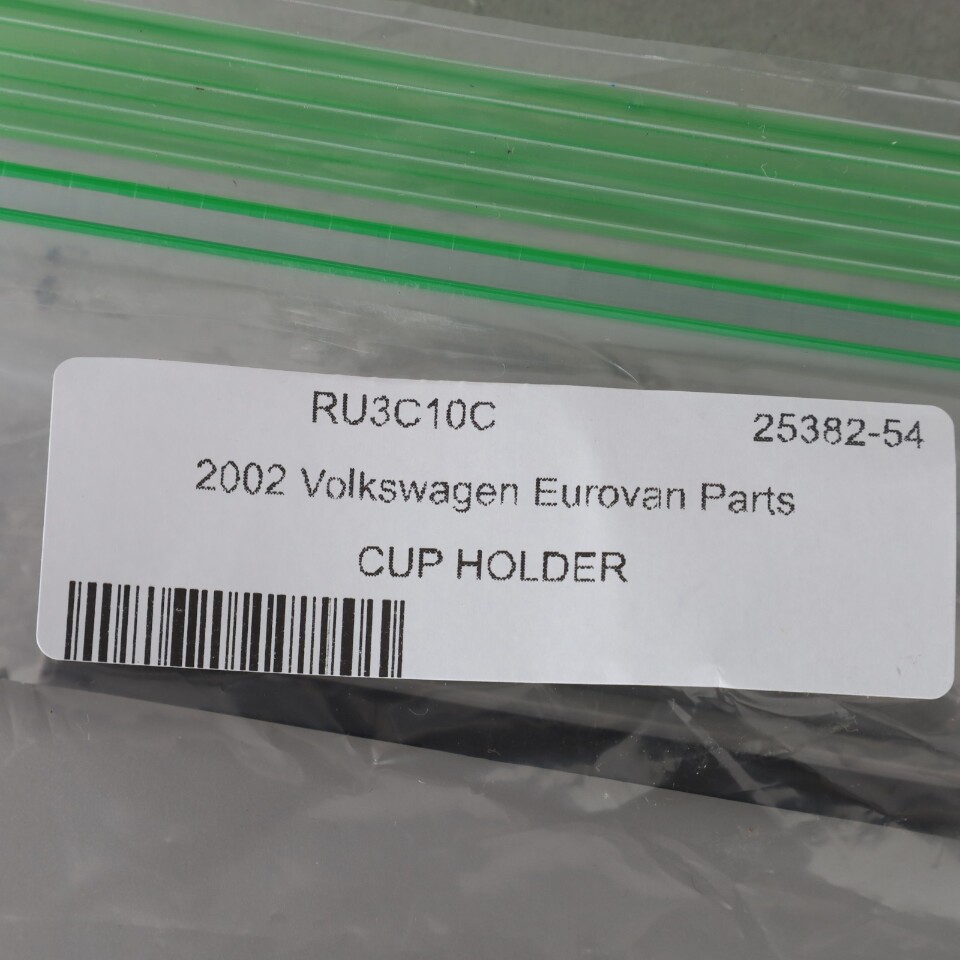 RU3C10C 25382-54
2002 Volkswagen Eurovan Parts
CUP HOLDER